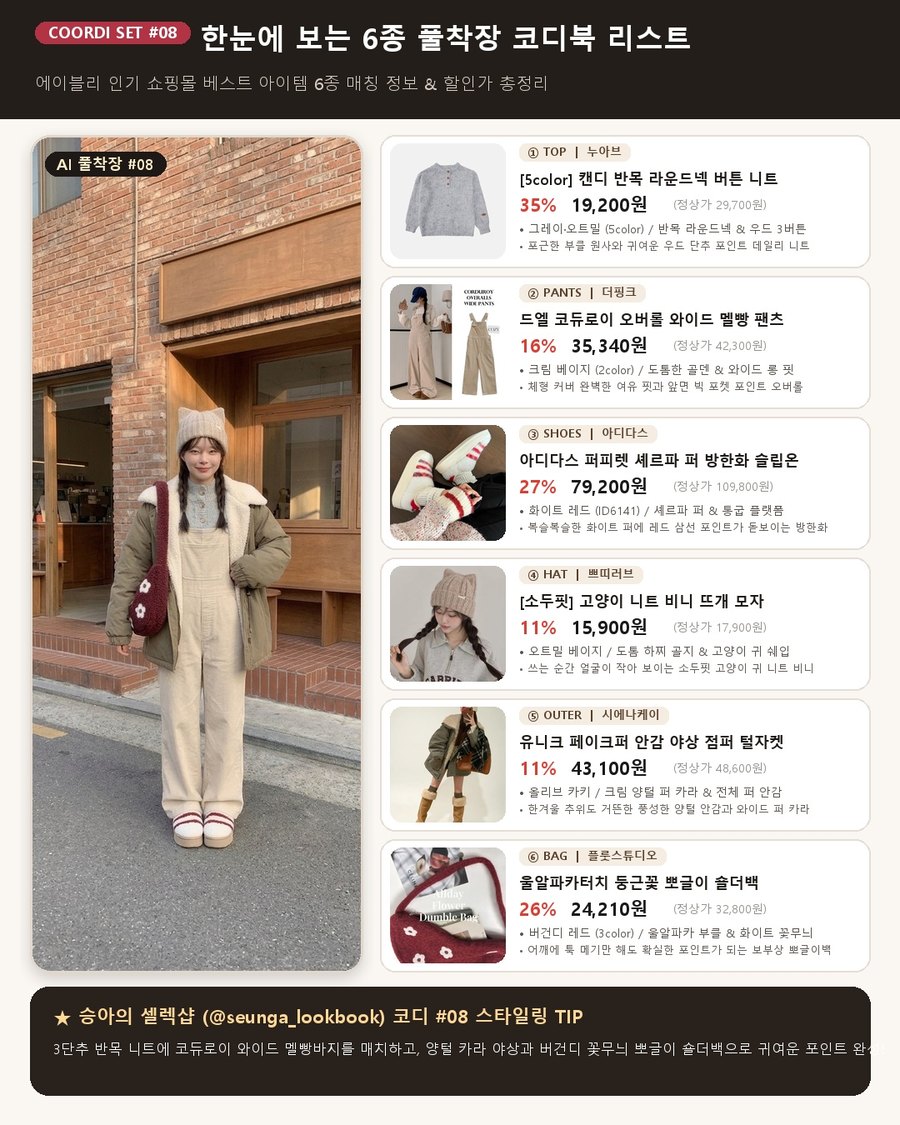 COORDI SET #08 한눈에 보는 6종 풀착장 코디북 리스트
에이블리 인기 쇼핑몰 베스트 아이템 6종 매칭 정보 & 할인가 총정리
AI 풀착장 #08
① TOP | 누아브
[5color] 캔디 반목 라운드넥 버튼 니트
35% 19,200원 (정상가 29,700원)
• 그레이·오트밀 (5color) / 반목 라운드넥 & 우드 3버튼
• 포근한 부클 원사와 귀여운 우드 단추 포인트 데일리 니트
CORDUROY
OVERALLS
WIDE PANTS
② PANTS | 더핑크
드엘 코듀로이 오버롤 와이드 멜빵 팬츠
16% 35,340원 (정상가 42,300원)
• 크림 베이지 (2color) / 도톰한 골덴 & 와이드 롱 핏
• 체형 커버 완벽한 여유 핏과 앞면 빅 포켓 포인트 오버롤
③ SHOES | 아디다스
아디다스 퍼피렛 셰르파 퍼 방한화 슬립온
27% 79,200원 (정상가 109,800원)
• 화이트 레드 (ID6141) / 셰르파 퍼 & 통굽 플랫폼
• 복슬복슬한 화이트 퍼에 레드 삼선 포인트가 돋보이는 방한화
④ HAT | 쁘띠러브
[소두핏] 고양이 니트 비니 뜨개 모자
11% 15,900원 (정상가 17,900원)
• 오트밀 베이지 / 도톰 하찌 골지 & 고양이 귀 쉐입
• 쓰는 순간 얼굴이 작아 보이는 소두핏 고양이 귀 니트 비니
⑤ OUTER | 시에나케이
유니크 페이크퍼 안감 야상 점퍼 털자켓
11% 43,100원 (정상가 48,600원)
• 올리브 카키 / 크림 양털 퍼 카라 & 전체 퍼 안감
• 한겨울 추위도 거뜬한 풍성한 양털 안감과 와이드 퍼 카라
Flower
Dumble Bag
⑥ BAG | 플롯스튜디오
울알파카터치 둥근꽃 뽀글이 숄더백
26% 24,210원 (정상가 32,800원)
• 버건디 레드 (3color) / 울알파카 부클 & 화이트 꽃무늬
• 어깨에 툭 메기만 해도 확실한 포인트가 되는 보부상 뽀글이백
★ 승아의 셀렉샵 (@seunga_lookbook) 코디 #08 스타일링 TIP
3단추 반목 니트에 코듀로이 와이드 멜빵바지를 매치하고, 양털 카라 야상과 버건디 꽃무늬 뽀글이 숄더백으로 귀여운 포인트